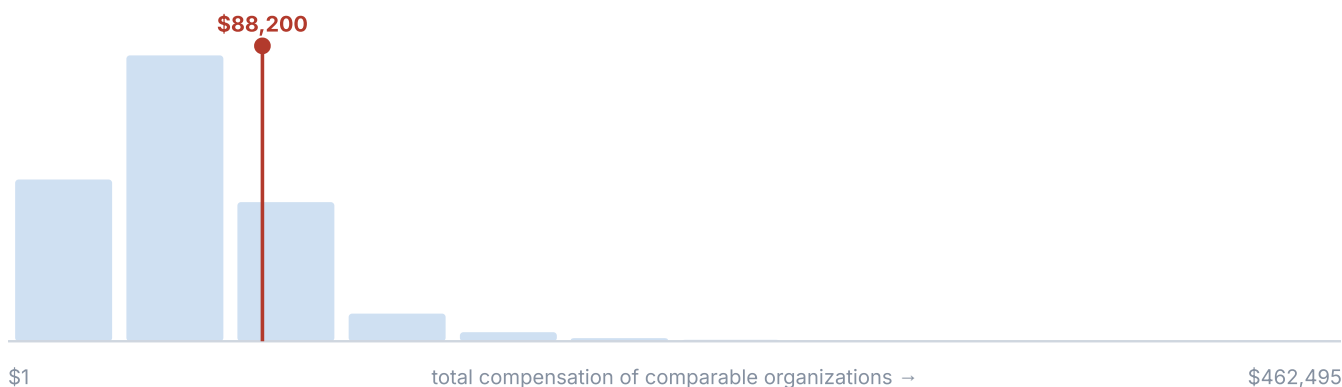 $88,200
$1 total compensation of comparable organizations → $462,495